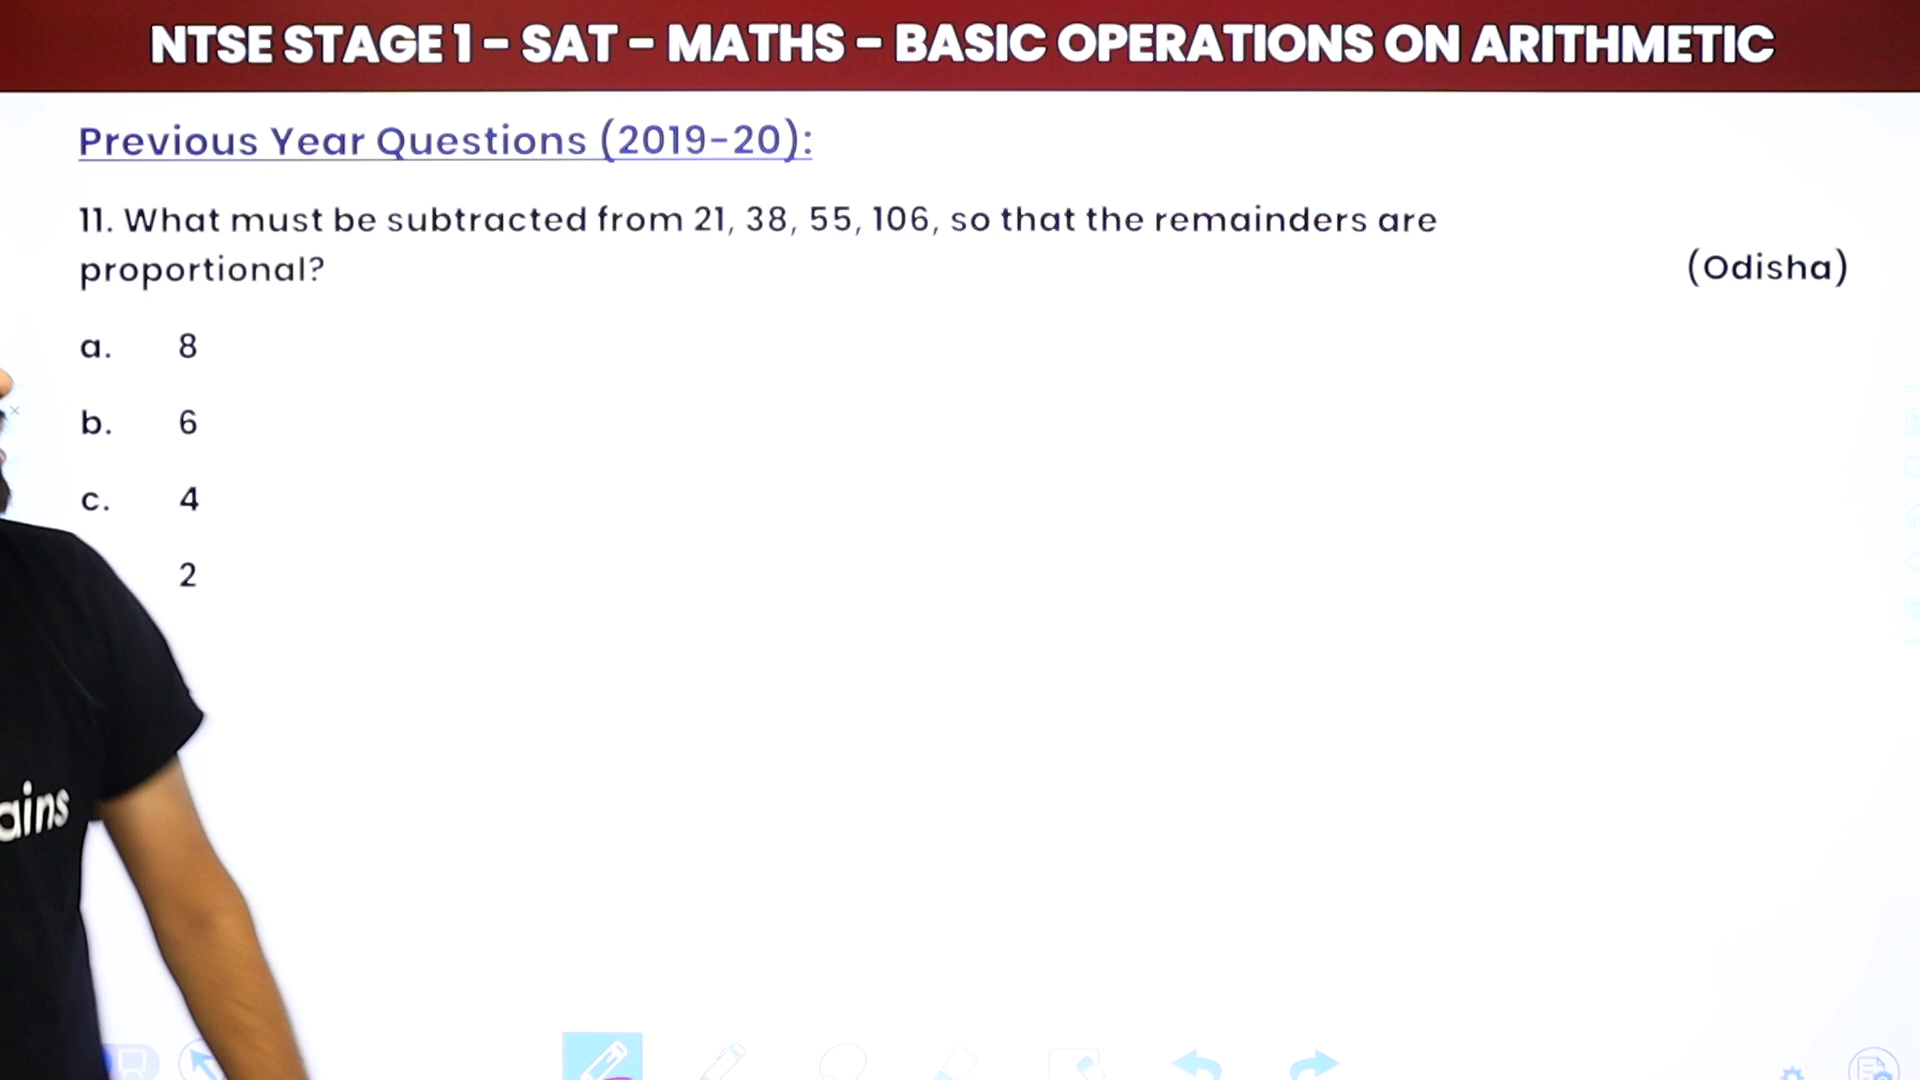 NTSE STAGE 1 – SAT – MATHS – BASIC OPERATIONS ON ARITHMETIC
Previous Year Questions (2019-20):
11. What must be subtracted from 21, 38, 55, 106, so that the remainders are
proportional?
(Odisha)
a. 8
b. 6
c. 4
2
ains